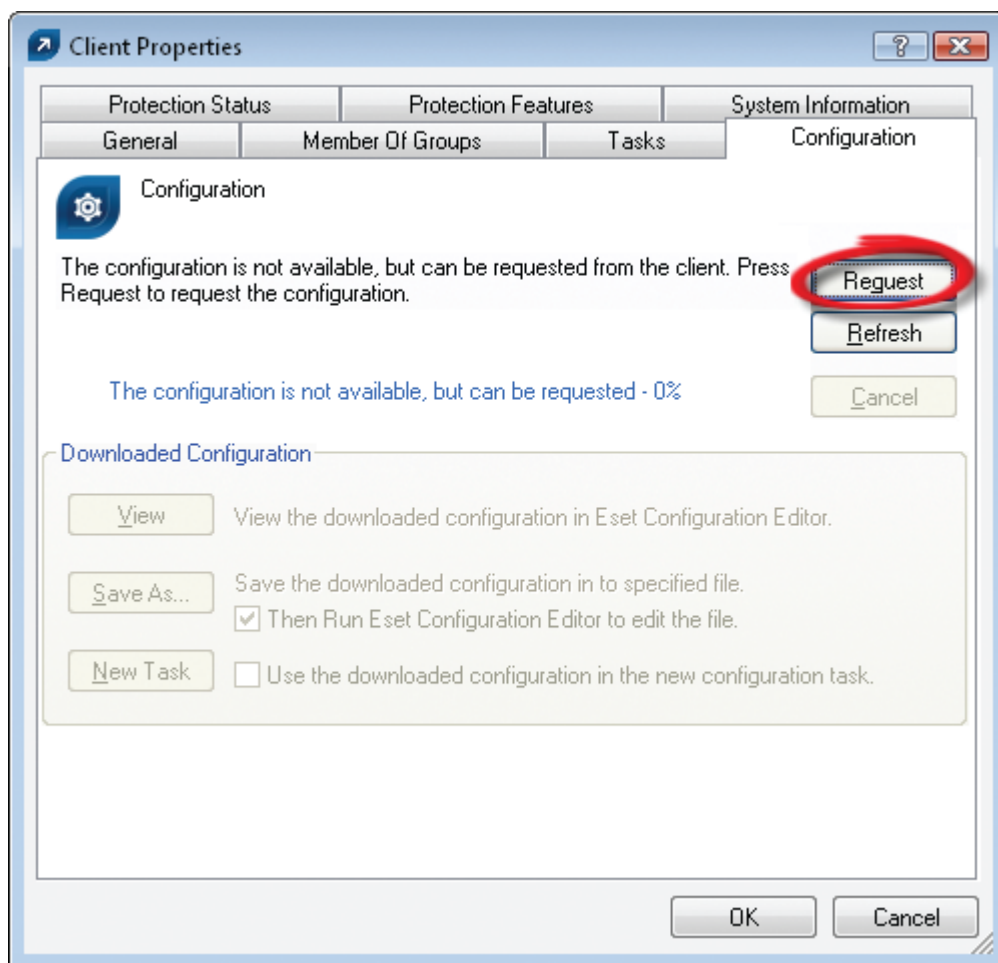 Client Properties
Protection Status Protection Features System Information
General Member Of Groups Tasks Configuration
Configuration
The configuration is not available, but can be requested from the client. Press
Request to request the configuration.
Reguest
Refresh
The configuration is not available, but can be requested - 0%
Cancel
Downloaded Configuration
View View the downloaded configuration in Eset Configuration Editor.
Save As... Save the downloaded configuration in to specified file.
Then Run Eset Configuration Editor to edit the file.
New Task Use the downloaded configuration in the new configuration task.
OK Cancel